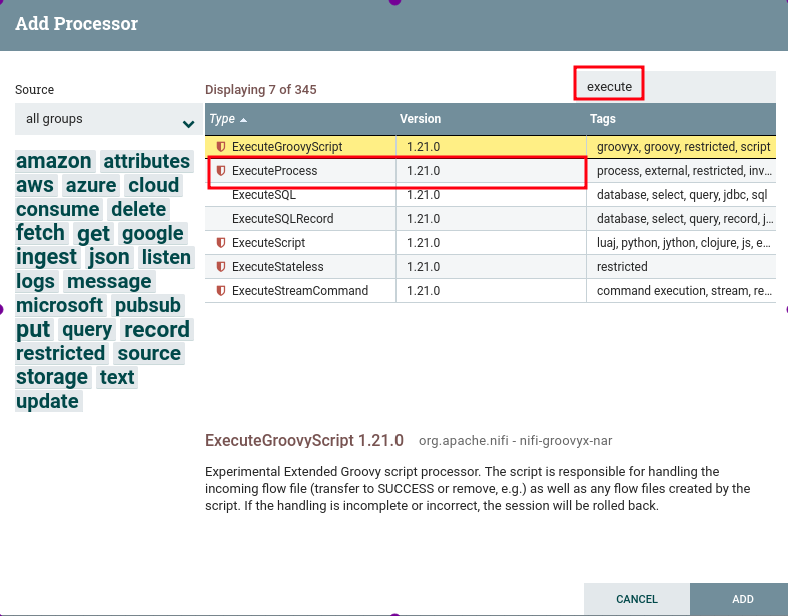 Add Processor
Source
Displaying 7 of 345
execute
all groups
Type
Version
Tags
amazon attributes
aws azure cloud
consume delete
fetch get google
ingest json listen
logs message
microsoft pubsub
put query record
restricted source
storage text
update
ExecuteGroovyScript 1.21.0 groovyx, groovy, restricted, script
ExecuteProcess 1.21.0 process, external, restricted, inv...
ExecuteSQL 1.21.0 database, select, query, jdbc, sql
ExecuteSQLRecord 1.21.0 database, select, query, record, j...
ExecuteScript 1.21.0 luaj, python, jython, clojure, js, e...
ExecuteStateless 1.21.0 restricted
ExecuteStreamCommand 1.21.0 command execution, stream, re...
ExecuteGroovyScript 1.21.0 org.apache.nifi - nifi-groovyx-nar
Experimental Extended Groovy script processor. The script is responsible for handling the
incoming flow file (transfer to SUCCESS or remove, e.g.) as well as any flow files created by the
script. If the handling is incomplete or incorrect, the session will be rolled back.
CANCEL
ADD